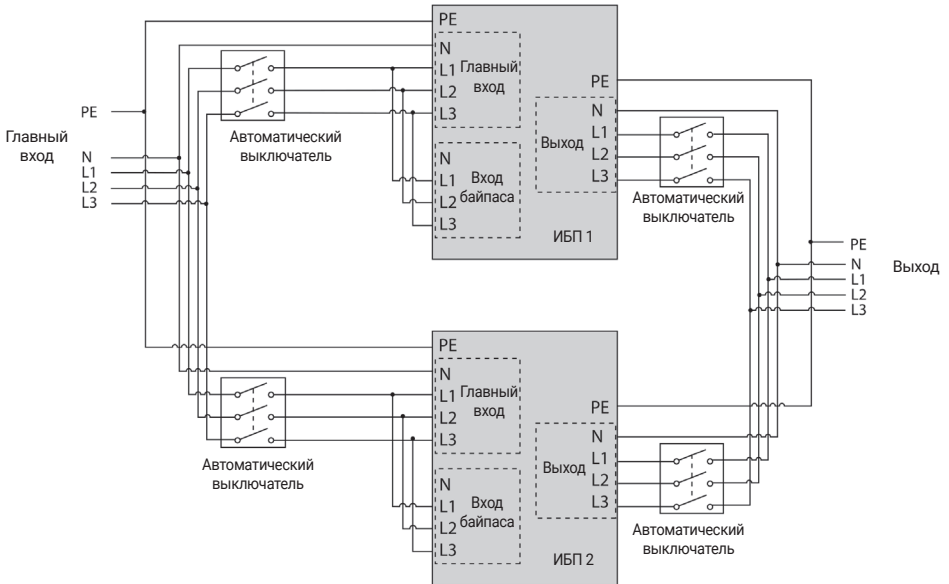 Главный
вход
PE
N
L1
L2
L3
Автоматический
выключатель
PE
N
L1
L2
L3
Главный
вход
N
L1
L2
L3
Вход
байпаса
ИБП 1
PE
N
L1
L2
L3
Выход
Автоматический
выключатель
PE
N
L1
L2
L3
Выход
Автоматический
выключатель
PE
N
L1
L2
L3
Главный
вход
N
L1
L2
L3
Вход
байпаса
ИБП 2
PE
N
L1
L2
L3
Выход
Автоматический
выключатель